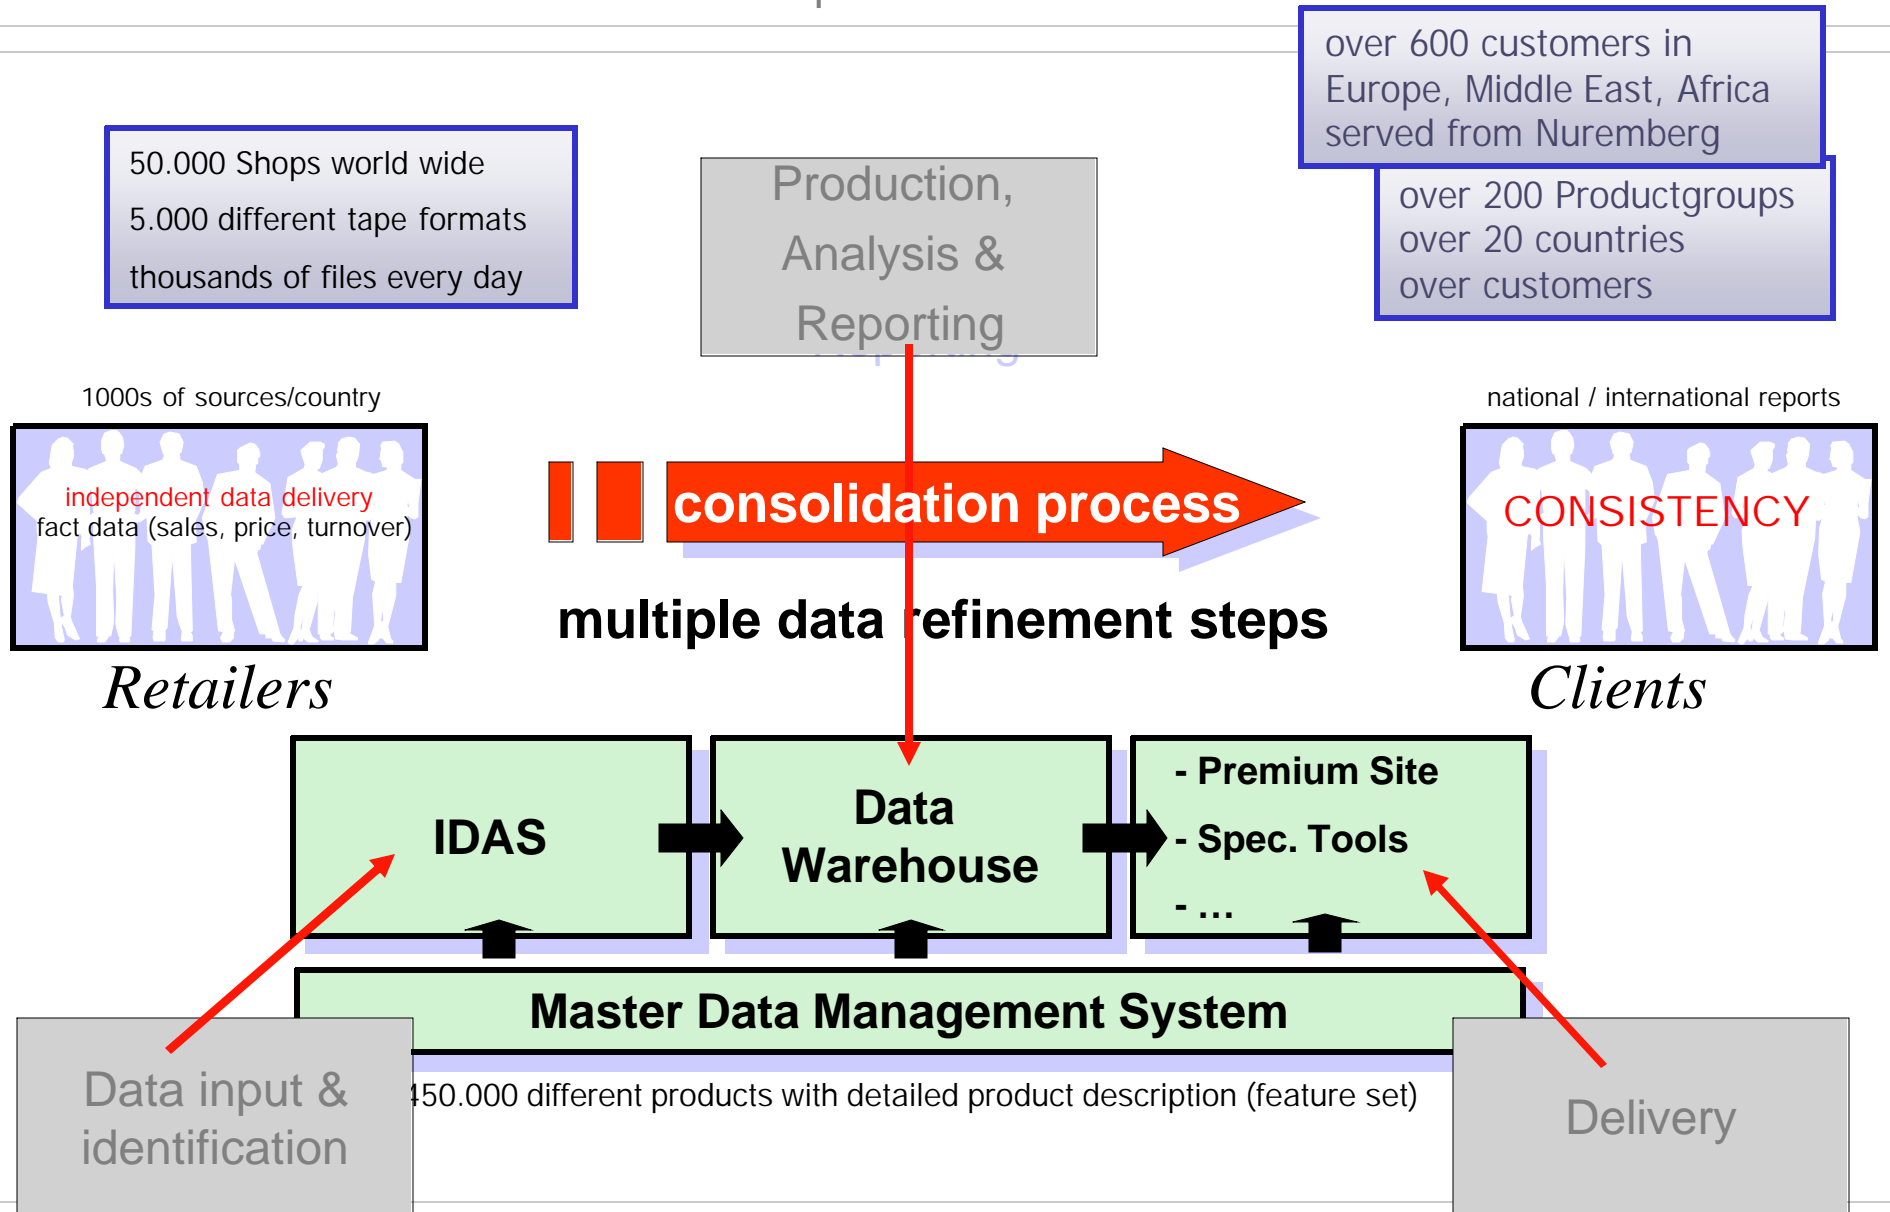 over 600 customers in
Europe, Middle East, Africa
served from Nuremberg
50.000 Shops world wide
5.000 different tape formats
thousands of files every day
Production,
Analysis &
Reporting
over 200 Productgroups
over 20 countries
over customers
1000s of sources/country
national / international reports
independent data delivery
fact data (sales, price, turnover)
consolidation process
CONSISTENCY
multiple data refinement steps
Retailers
Clients
IDAS
Data
Warehouse
- Premium Site
- Spec. Tools
- ...
Master Data Management System
450.000 different products with detailed product description (feature set)
Data input &
identification
Delivery